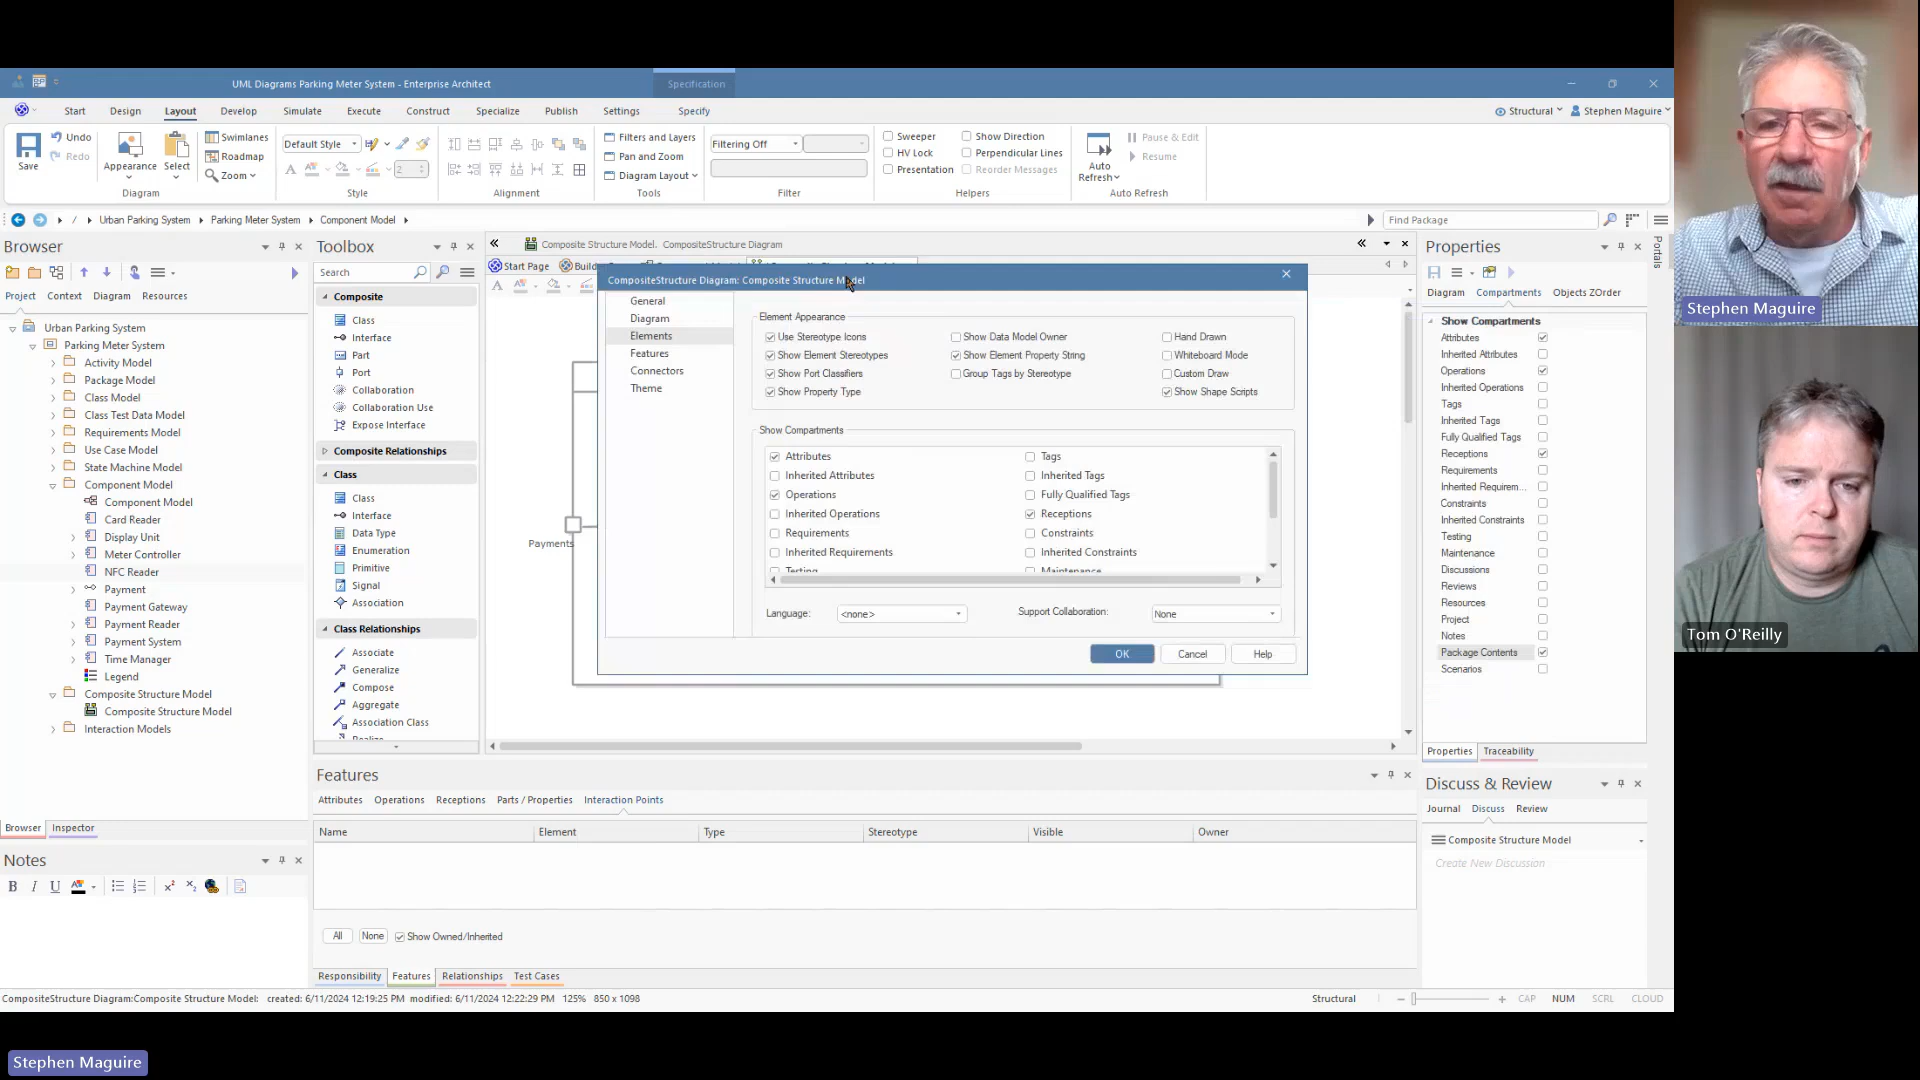 UML Diagrams Parking Meter System - Enterprise Architect
Specification
Start Design Layout Develop Simulate Execute Construct Specialize Publish Settings Specify
Structural Stephen Maguire
Save
Undo
Redo
Appearance
Select
Swimlanes
Roadmap
Zoom
Diagram
Default Style
2
Style
Alignment
Filters and Layers
Pan and Zoom
Diagram Layout
Tools
Filtering Off
Filter
Sweeper
HV Lock
Presentation
Show Direction
Perpendicular Lines
Reorder Messages
Helpers
Auto
Refresh
Pause & Edit
Resume
Auto Refresh
/ Urban Parking System Parking Meter System Component Model
Find Package
Browser
Project Context Diagram Resources
Urban Parking System
Parking Meter System
Activity Model
Package Model
Class Model
Class Test Data Model
Requirements Model
Use Case Model
State Machine Model
Component Model
Component Model
Card Reader
Display Unit
Meter Controller
NFC Reader
Payment
Payment Gateway
Payment Reader
Payment System
Time Manager
Legend
Composite Structure Model
Composite Structure Model
Interaction Models
Browser Inspector
Notes
B I U
Toolbox
Search
Composite
Class
Interface
Part
Port
Collaboration
Collaboration Use
Expose Interface
Composite Relationships
Class
Class
Interface
Data Type
Enumeration
Primitive
Signal
Association
Class Relationships
Associate
Generalize
Compose
Aggregate
Association Class
Realize
Composite Structure Model. CompositeStructure Diagram
Start Page
Payments
CompositeStructure Diagram: Composite Structure Model
General
Diagram
Elements
Features
Connectors
Theme
Element Appearance
Use Stereotype Icons
Show Element Stereotypes
Show Port Classifiers
Show Property Type
Show Data Model Owner
Show Element Property String
Group Tags by Stereotype
Hand Drawn
Whiteboard Mode
Custom Draw
Show Shape Scripts
Show Compartments
Attributes
Inherited Attributes
Operations
Inherited Operations
Requirements
Inherited Requirements
Testing
Tags
Inherited Tags
Fully Qualified Tags
Receptions
Constraints
Inherited Constraints
Maintenance
Language: <none>
Support Collaboration: None
OK Cancel Help
Features
Attributes Operations Receptions Parts / Properties Interaction Points
Name Element Type Stereotype Visible Owner
All None Show Owned/Inherited
Responsibility Features Relationships Test Cases
Properties
Portals
Diagram Compartments Objects ZOrder
Show Compartments
Attributes
Inherited Attributes
Operations
Inherited Operations
Tags
Inherited Tags
Fully Qualified Tags
Receptions
Requirements
Inherited Requirem...
Constraints
Inherited Constraints
Testing
Maintenance
Discussions
Reviews
Resources
Project
Notes
Package Contents
Scenarios
Properties Traceability
Discuss & Review
Journal Discuss Review
Composite Structure Model
Create New Discussion
CompositeStructure Diagram:Composite Structure Model: created: 6/11/2024 12:19:25 PM modified: 6/11/2024 12:22:29 PM 125% 850 x 1098
Structural
CAP NUM SCRL CLOUD
Stephen Maguire
Tom O'Reilly
Stephen Maguire